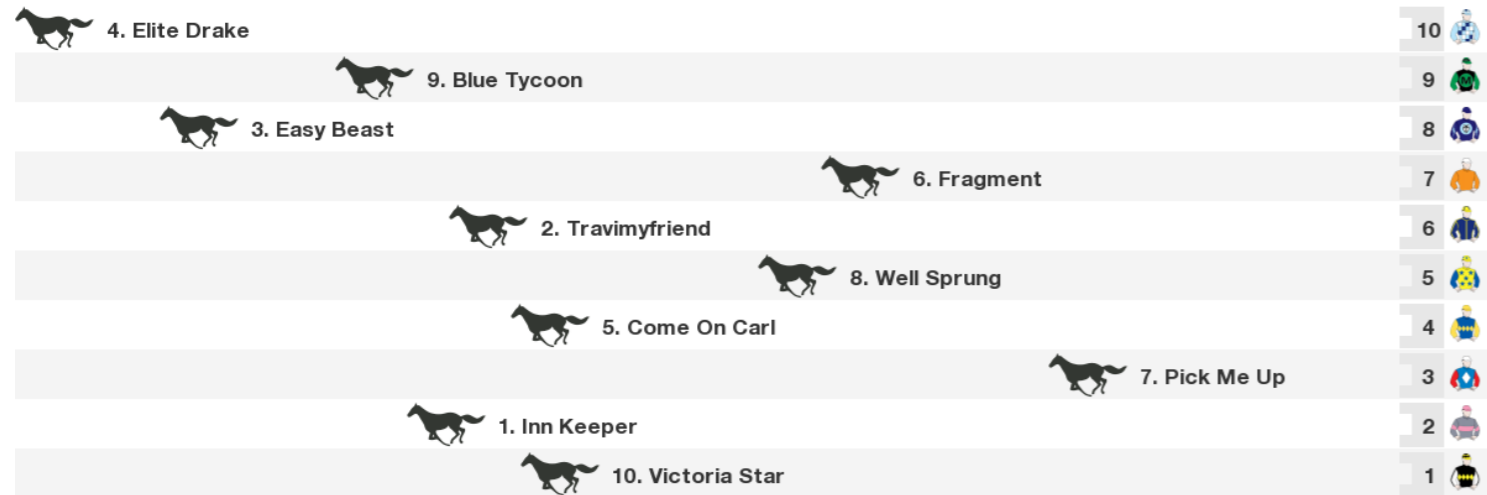 4. Elite Drake 10
9. Blue Tycoon 9
3. Easy Beast 8
6. Fragment 7
2. Travimyfriend 6
8. Well Sprung 5
5. Come On Carl 4
7. Pick Me Up 3
1. Inn Keeper 2
10. Victoria Star 1